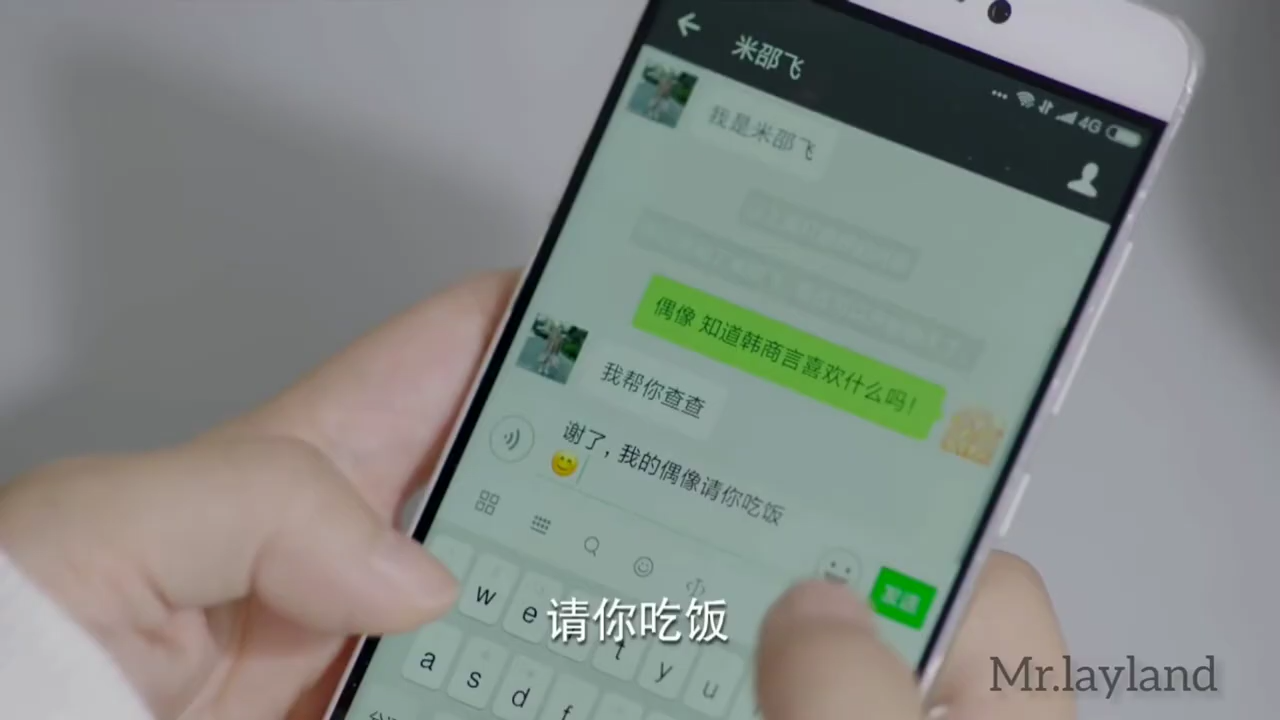 米邵飞
4G
我是米邵飞
偶像 知道韩商言喜欢什么吗！
我帮你查查
谢了，我的偶像请你吃饭
发送
w e t y u
a s d f
请你吃饭
Mr.layland